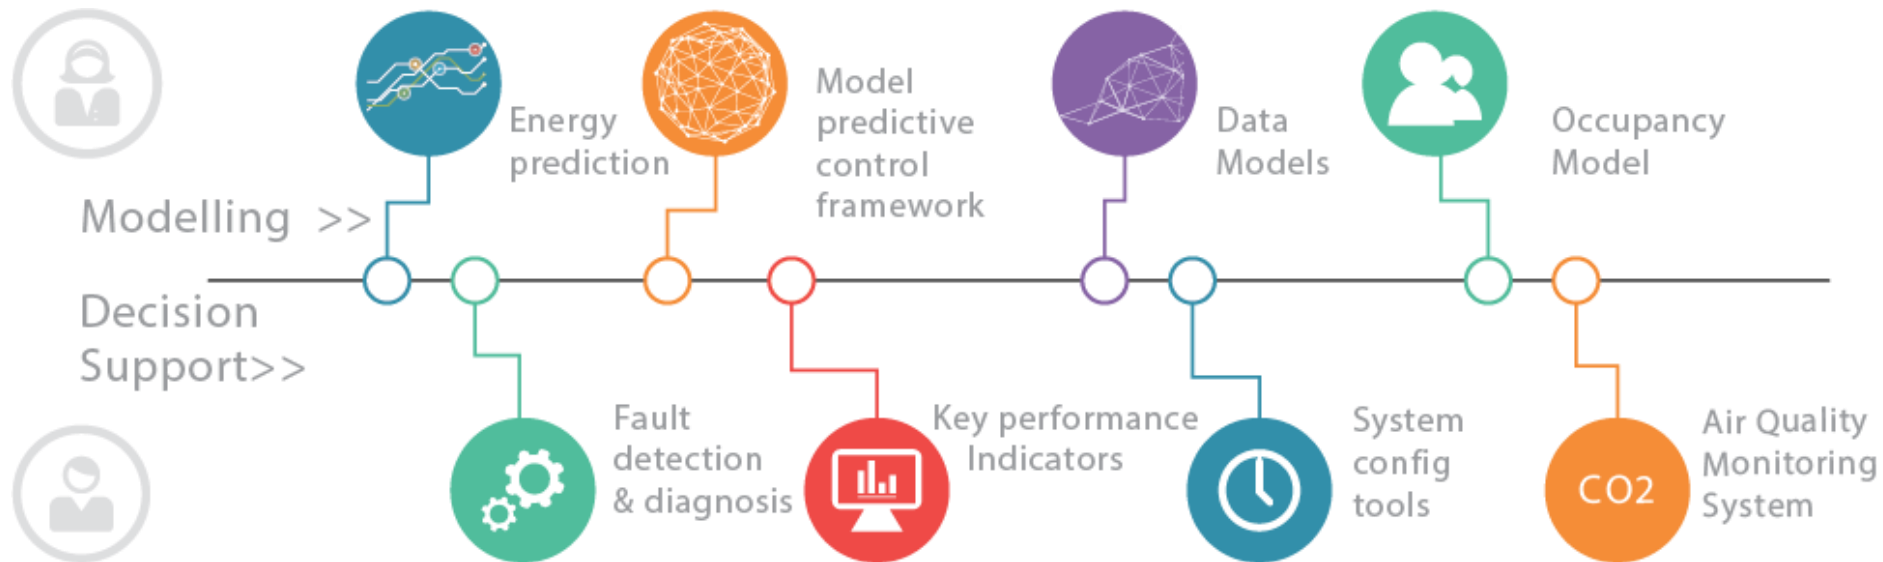 Modelling >>
Energy
prediction
Model
predictive
control
framework
Data
Models
Occupancy
Model
Decision
Support>>
Fault
detection
& diagnosis
Key performance
Indicators
System
config
tools
CO2
Air Quality
Monitoring
System